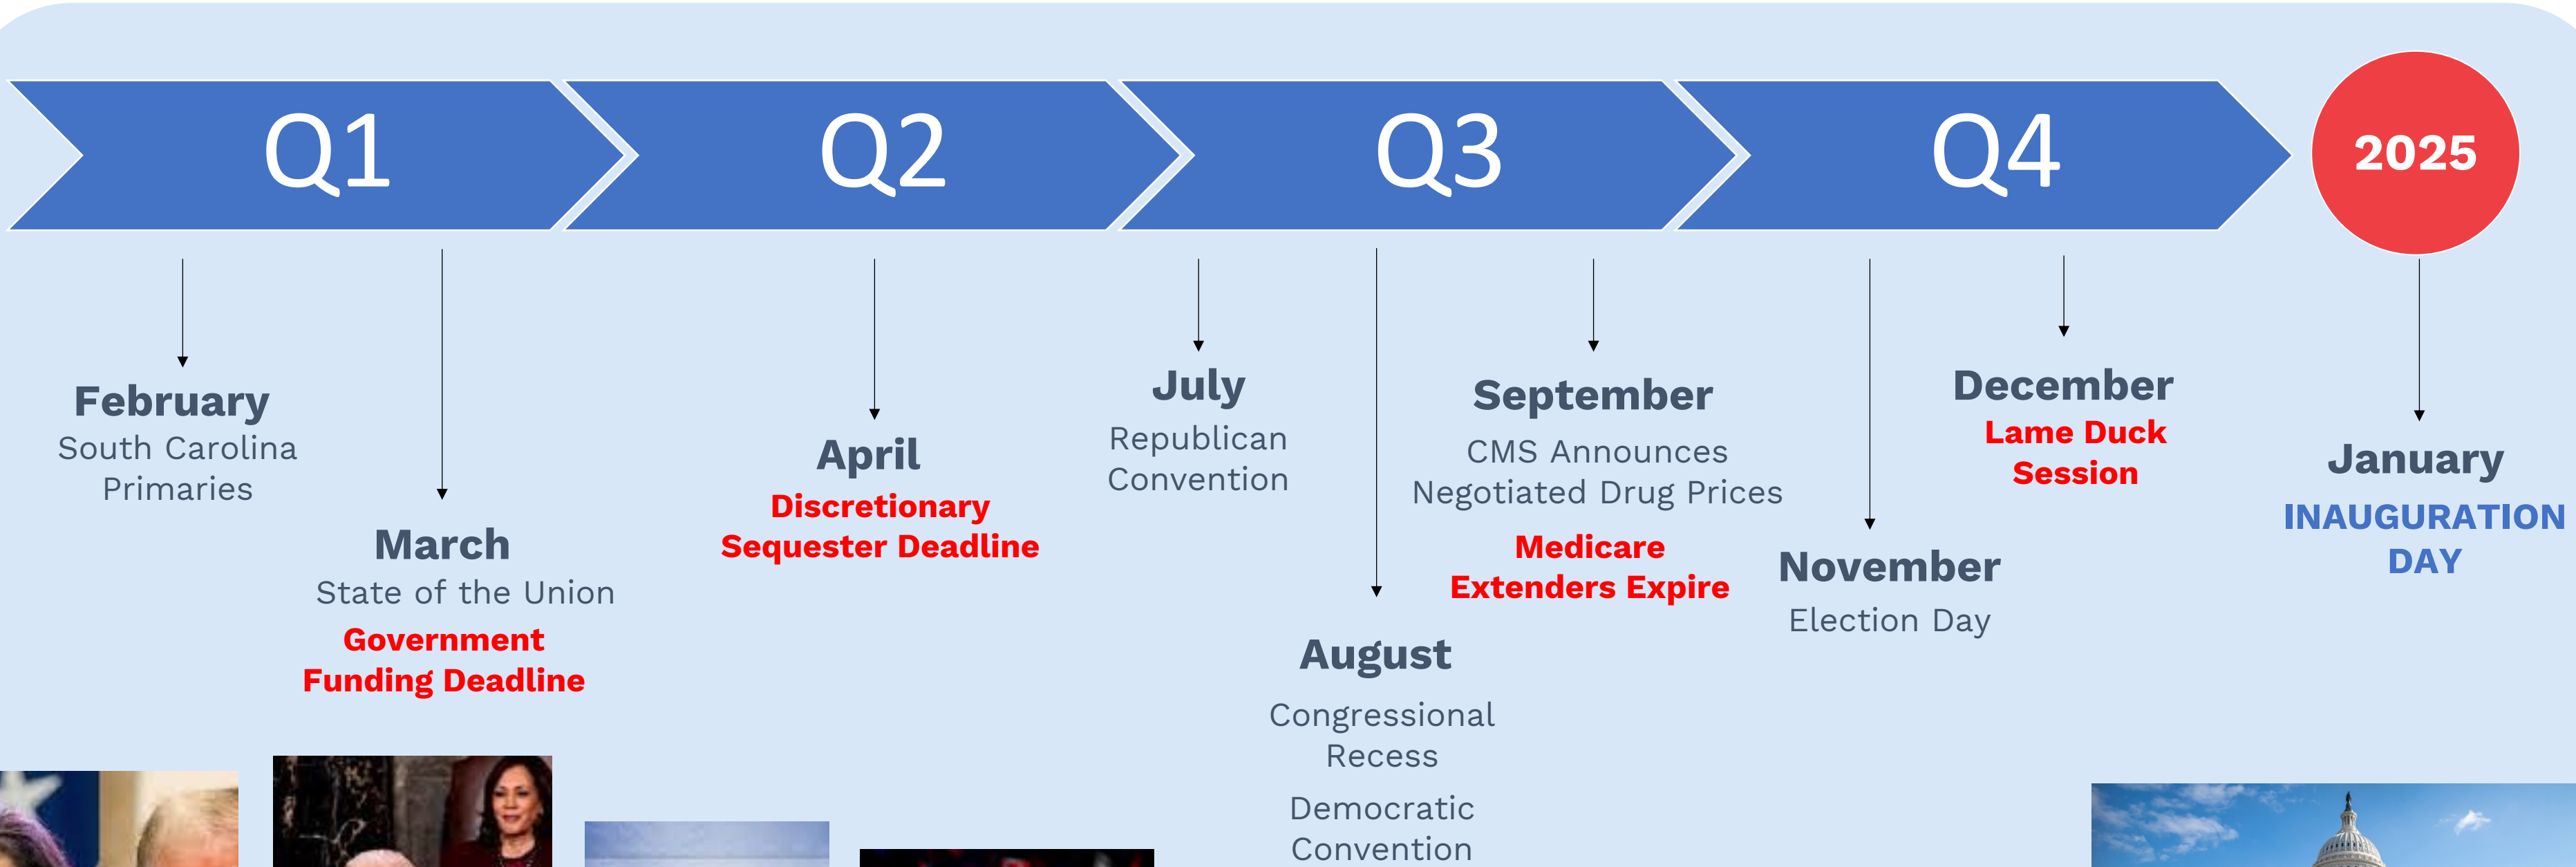 Q1
Q2
Q3
Q4
2025
February
South Carolina
Primaries
March
State of the Union
Government
Funding Deadline
April
Discretionary
Sequester Deadline
July
Republican
Convention
August
Congressional
Recess
Democratic
Convention
September
CMS Announces
Negotiated Drug Prices
Medicare
Extenders Expire
November
Election Day
December
Lame Duck
Session
January
INAUGURATION
DAY